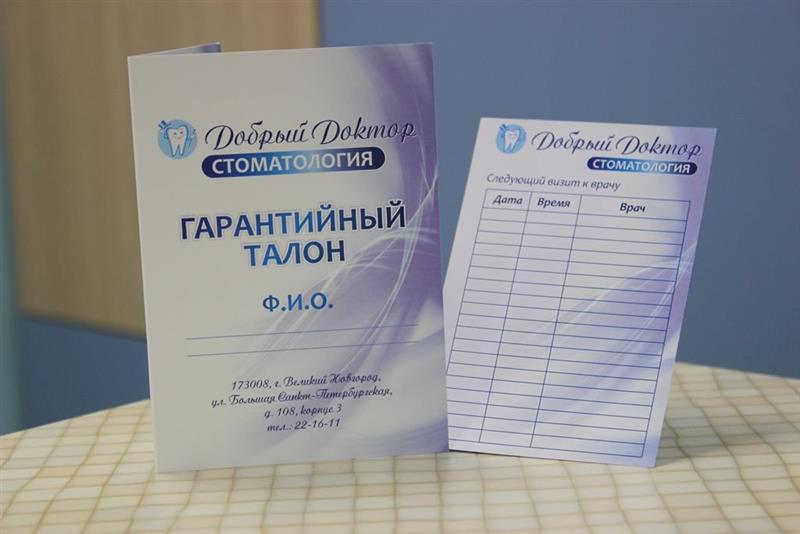 Добрый Доктор
СТОМАТОЛОГИЯ
ГАРАНТИЙНЫЙ
ТАЛОН
Ф.И.О.
173008, г. Великий Новгород,
ул. Большая Санкт-Петербургская,
д. 108, корпус 3
тел.: 22-16-11
Добрый Доктор
СТОМАТОЛОГИЯ
Следующий визит к врачу
Дата Время Врач